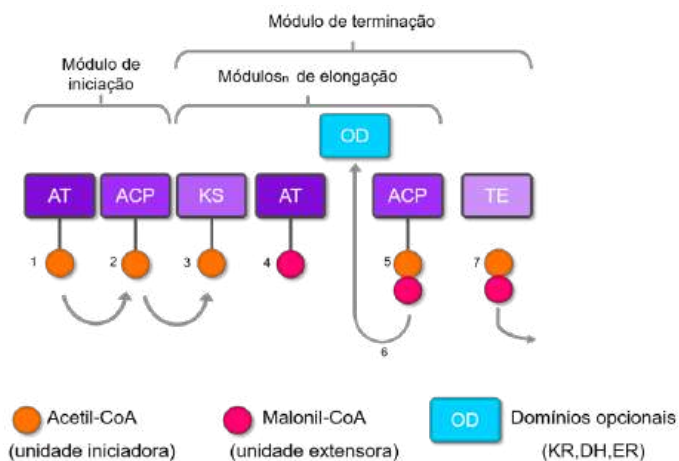 Módulo de terminação
Módulo de
iniciação
Módulosₙ de elongação
OD
AT
ACP
KS
AT
ACP
TE
1
2
3
4
5
7
6
Acetil-CoA
(unidade iniciadora)
Malonil-CoA
(unidade extensora)
OD
Domínios opcionais
(KR,DH,ER)